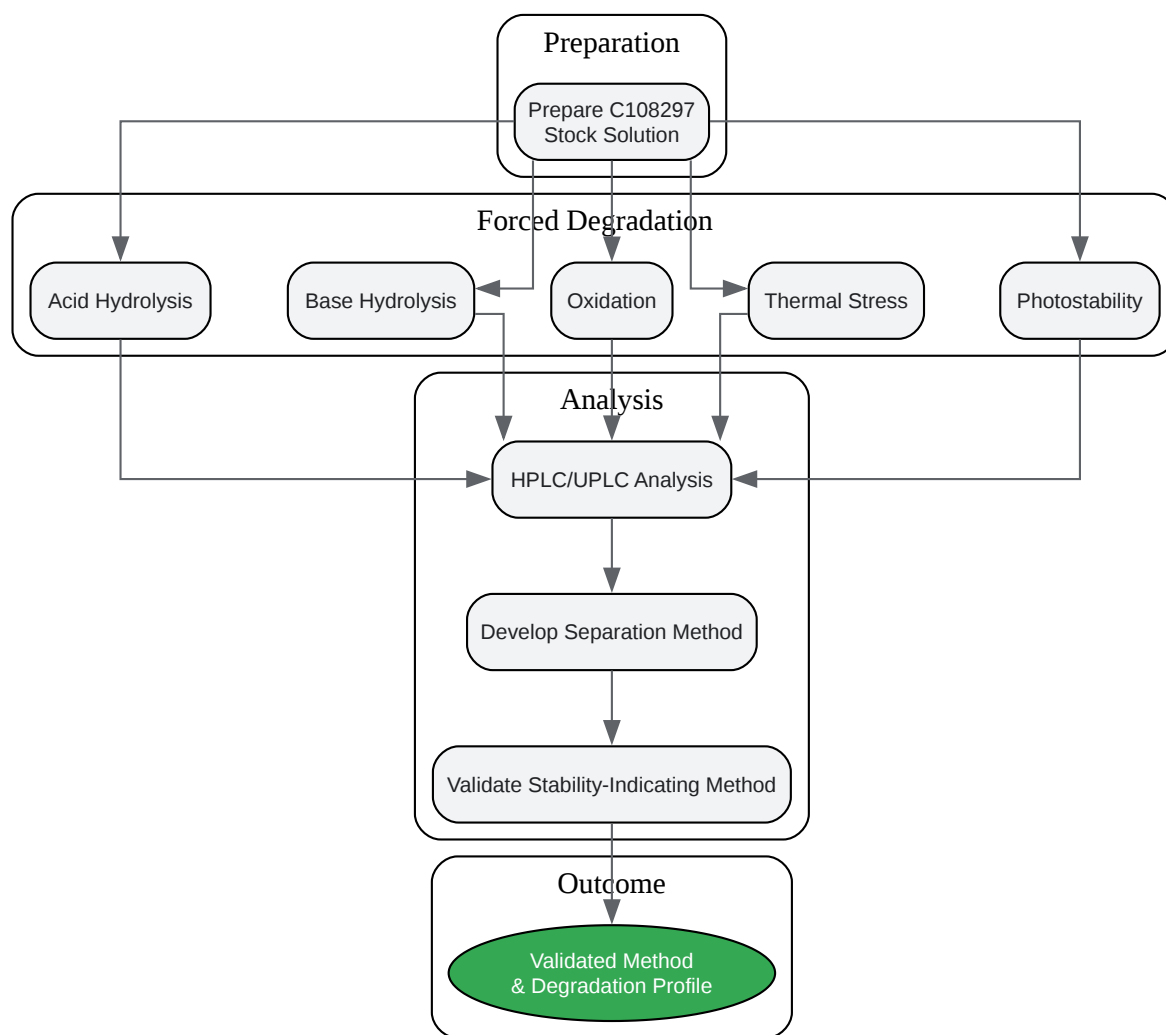 Preparation
Prepare C108297
Stock Solution
Forced Degradation
Acid Hydrolysis
Base Hydrolysis
Oxidation
Thermal Stress
Photostability
Analysis
HPLC/UPLC Analysis
Develop Separation Method
Validate Stability-Indicating Method
Outcome
Validated Method
& Degradation Profile